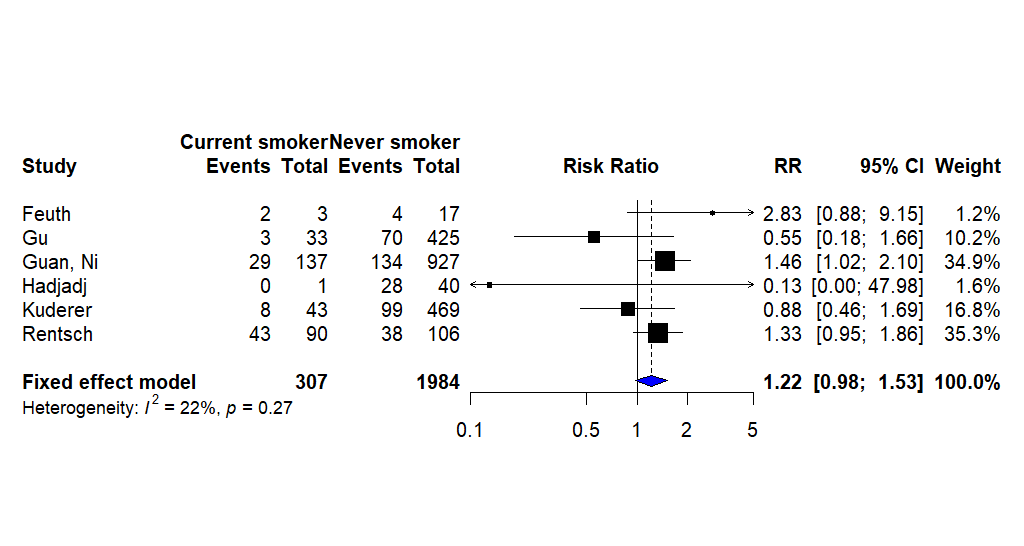 Current smoker Never smoker
Study Events Total Events Total Risk Ratio RR 95% CI Weight
Feuth 2 3 4 17 2.83 [0.88; 9.15] 1.2%
Gu 3 33 70 425 0.55 [0.18; 1.66] 10.2%
Guan, Ni 29 137 134 927 1.46 [1.02; 2.10] 34.9%
Hadjadj 0 1 28 40 0.13 [0.00; 47.98] 1.6%
Kuderer 8 43 99 469 0.88 [0.46; 1.69] 16.8%
Rentsch 43 90 38 106 1.33 [0.95; 1.86] 35.3%
Fixed effect model 307 1984 1.22 [0.98; 1.53] 100.0%
Heterogeneity: I² = 22%, p = 0.27
0.1 0.5 1 2 5